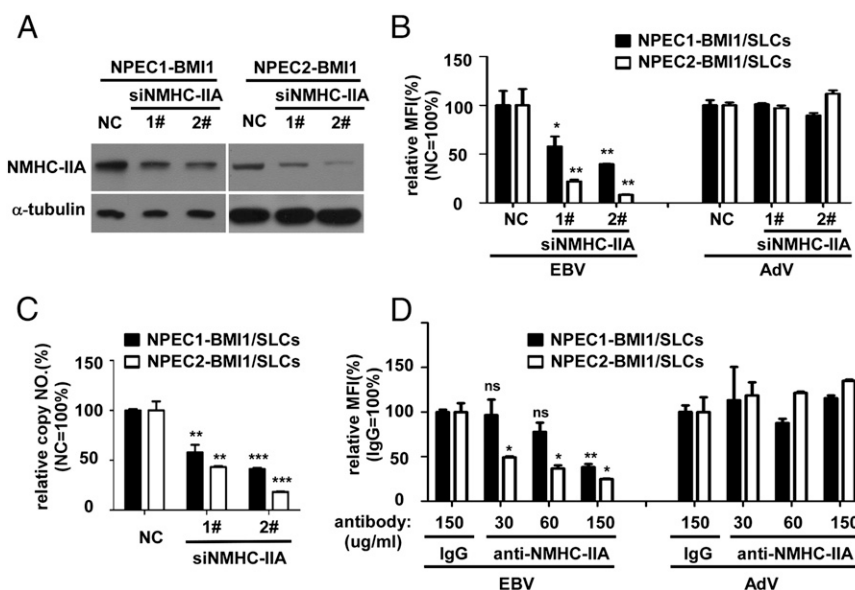 A
NPEC1-BMI1 NPEC2-BMI1
siNMHC-IIA siNMHC-IIA
NC 1# 2# NC 1# 2#
NMHC-IIA
α-tubulin
B
NPEC1-BMI1/SLCs
NPEC2-BMI1/SLCs
relative MFI(%)
(NC=100%)
150
100
50
0
* ** ** **
NC 1# 2# NC 1# 2#
siNMHC-IIA siNMHC-IIA
EBV AdV
C
NPEC1-BMI1/SLCs
NPEC2-BMI1/SLCs
relative copy NO.(%)
(NC=100%)
150
100
50
0
** ** *** ***
NC 1# 2#
siNMHC-IIA
D
NPEC1-BMI1/SLCs
NPEC2-BMI1/SLCs
relative MFI(%)
(IgG=100%)
200
150
100
50
0
ns * ns * ** *
antibody: 150 30 60 150 150 30 60 150
(ug/ml) IgG anti-NMHC-IIA IgG anti-NMHC-IIA
EBV AdV